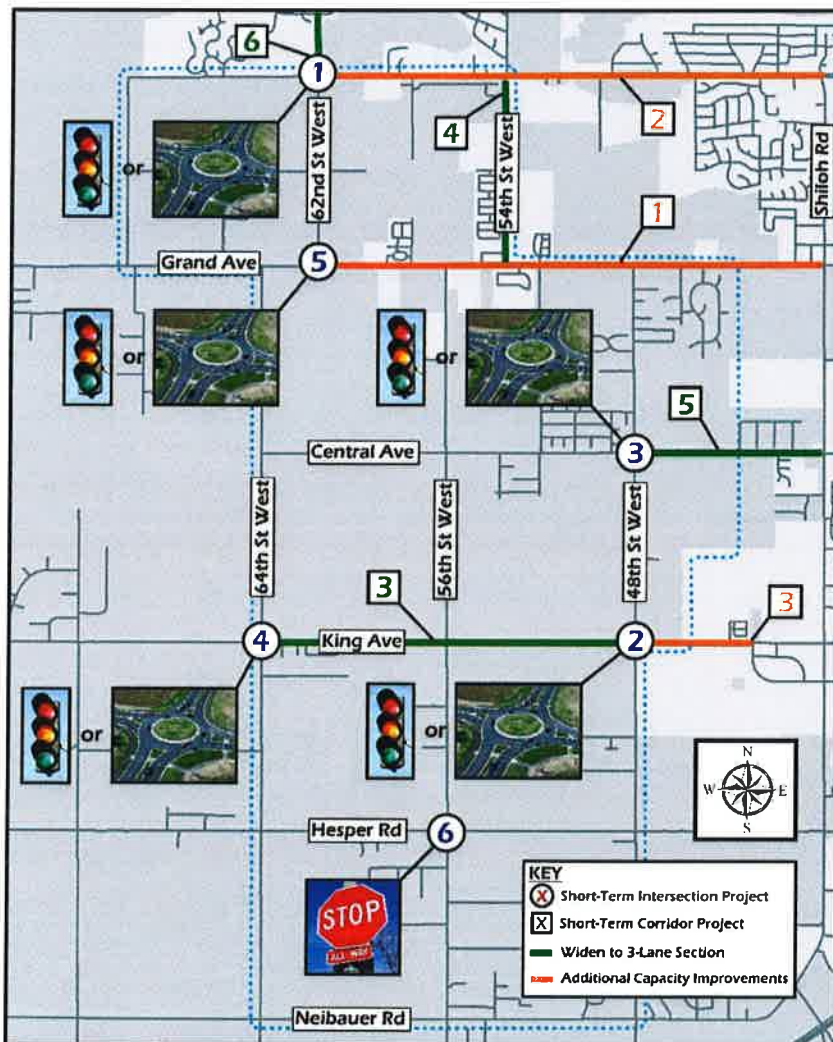 6
1
4
2
62nd St West
54th St West
Shiloh Rd
or
1
Grand Ave
5
or
or
5
Central Ave
3
64th St West
56th St West
48th St West
3
3
4
King Ave
2
or
or
N
W E
S
Hesper Rd
6
STOP
ALL WAY
KEY
X Short-Term Intersection Project
X Short-Term Corridor Project
Widen to 3-Lane Section
Additional Capacity Improvements
Neibauer Rd